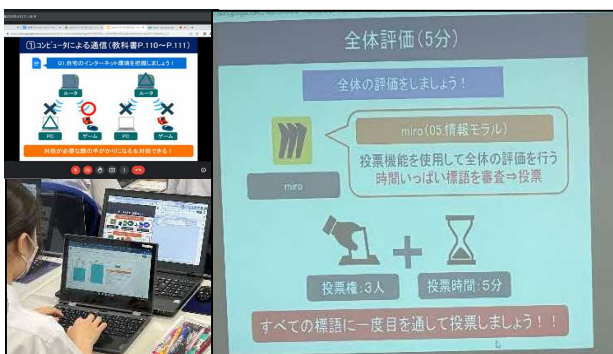 ①コンピュータによる通信(教科書P.110~P.111)
Q1.自宅のインターネット環境を把握しましょう!
ルータ
ルータ
PC
ゲーム
PC
ゲーム
対処が必要な際の手がかりになる&対処できる!
全体評価(5分)
全体の評価をしましょう!
miro(05.情報モラル)
投票機能を使用して全体の評価を行う
時間いっぱい標語を審査⇒投票
miro
投票権:3人
投票時間:5分
すべての標語に一度目を通して投票しましょう!!